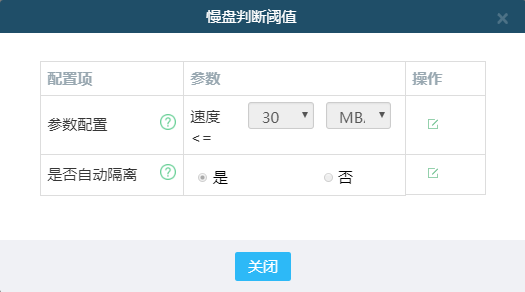 慢盘判断阈值
配置项 参数 操作
参数配置 速度 30 MB.
<=
是否自动隔离 是 否
关闭